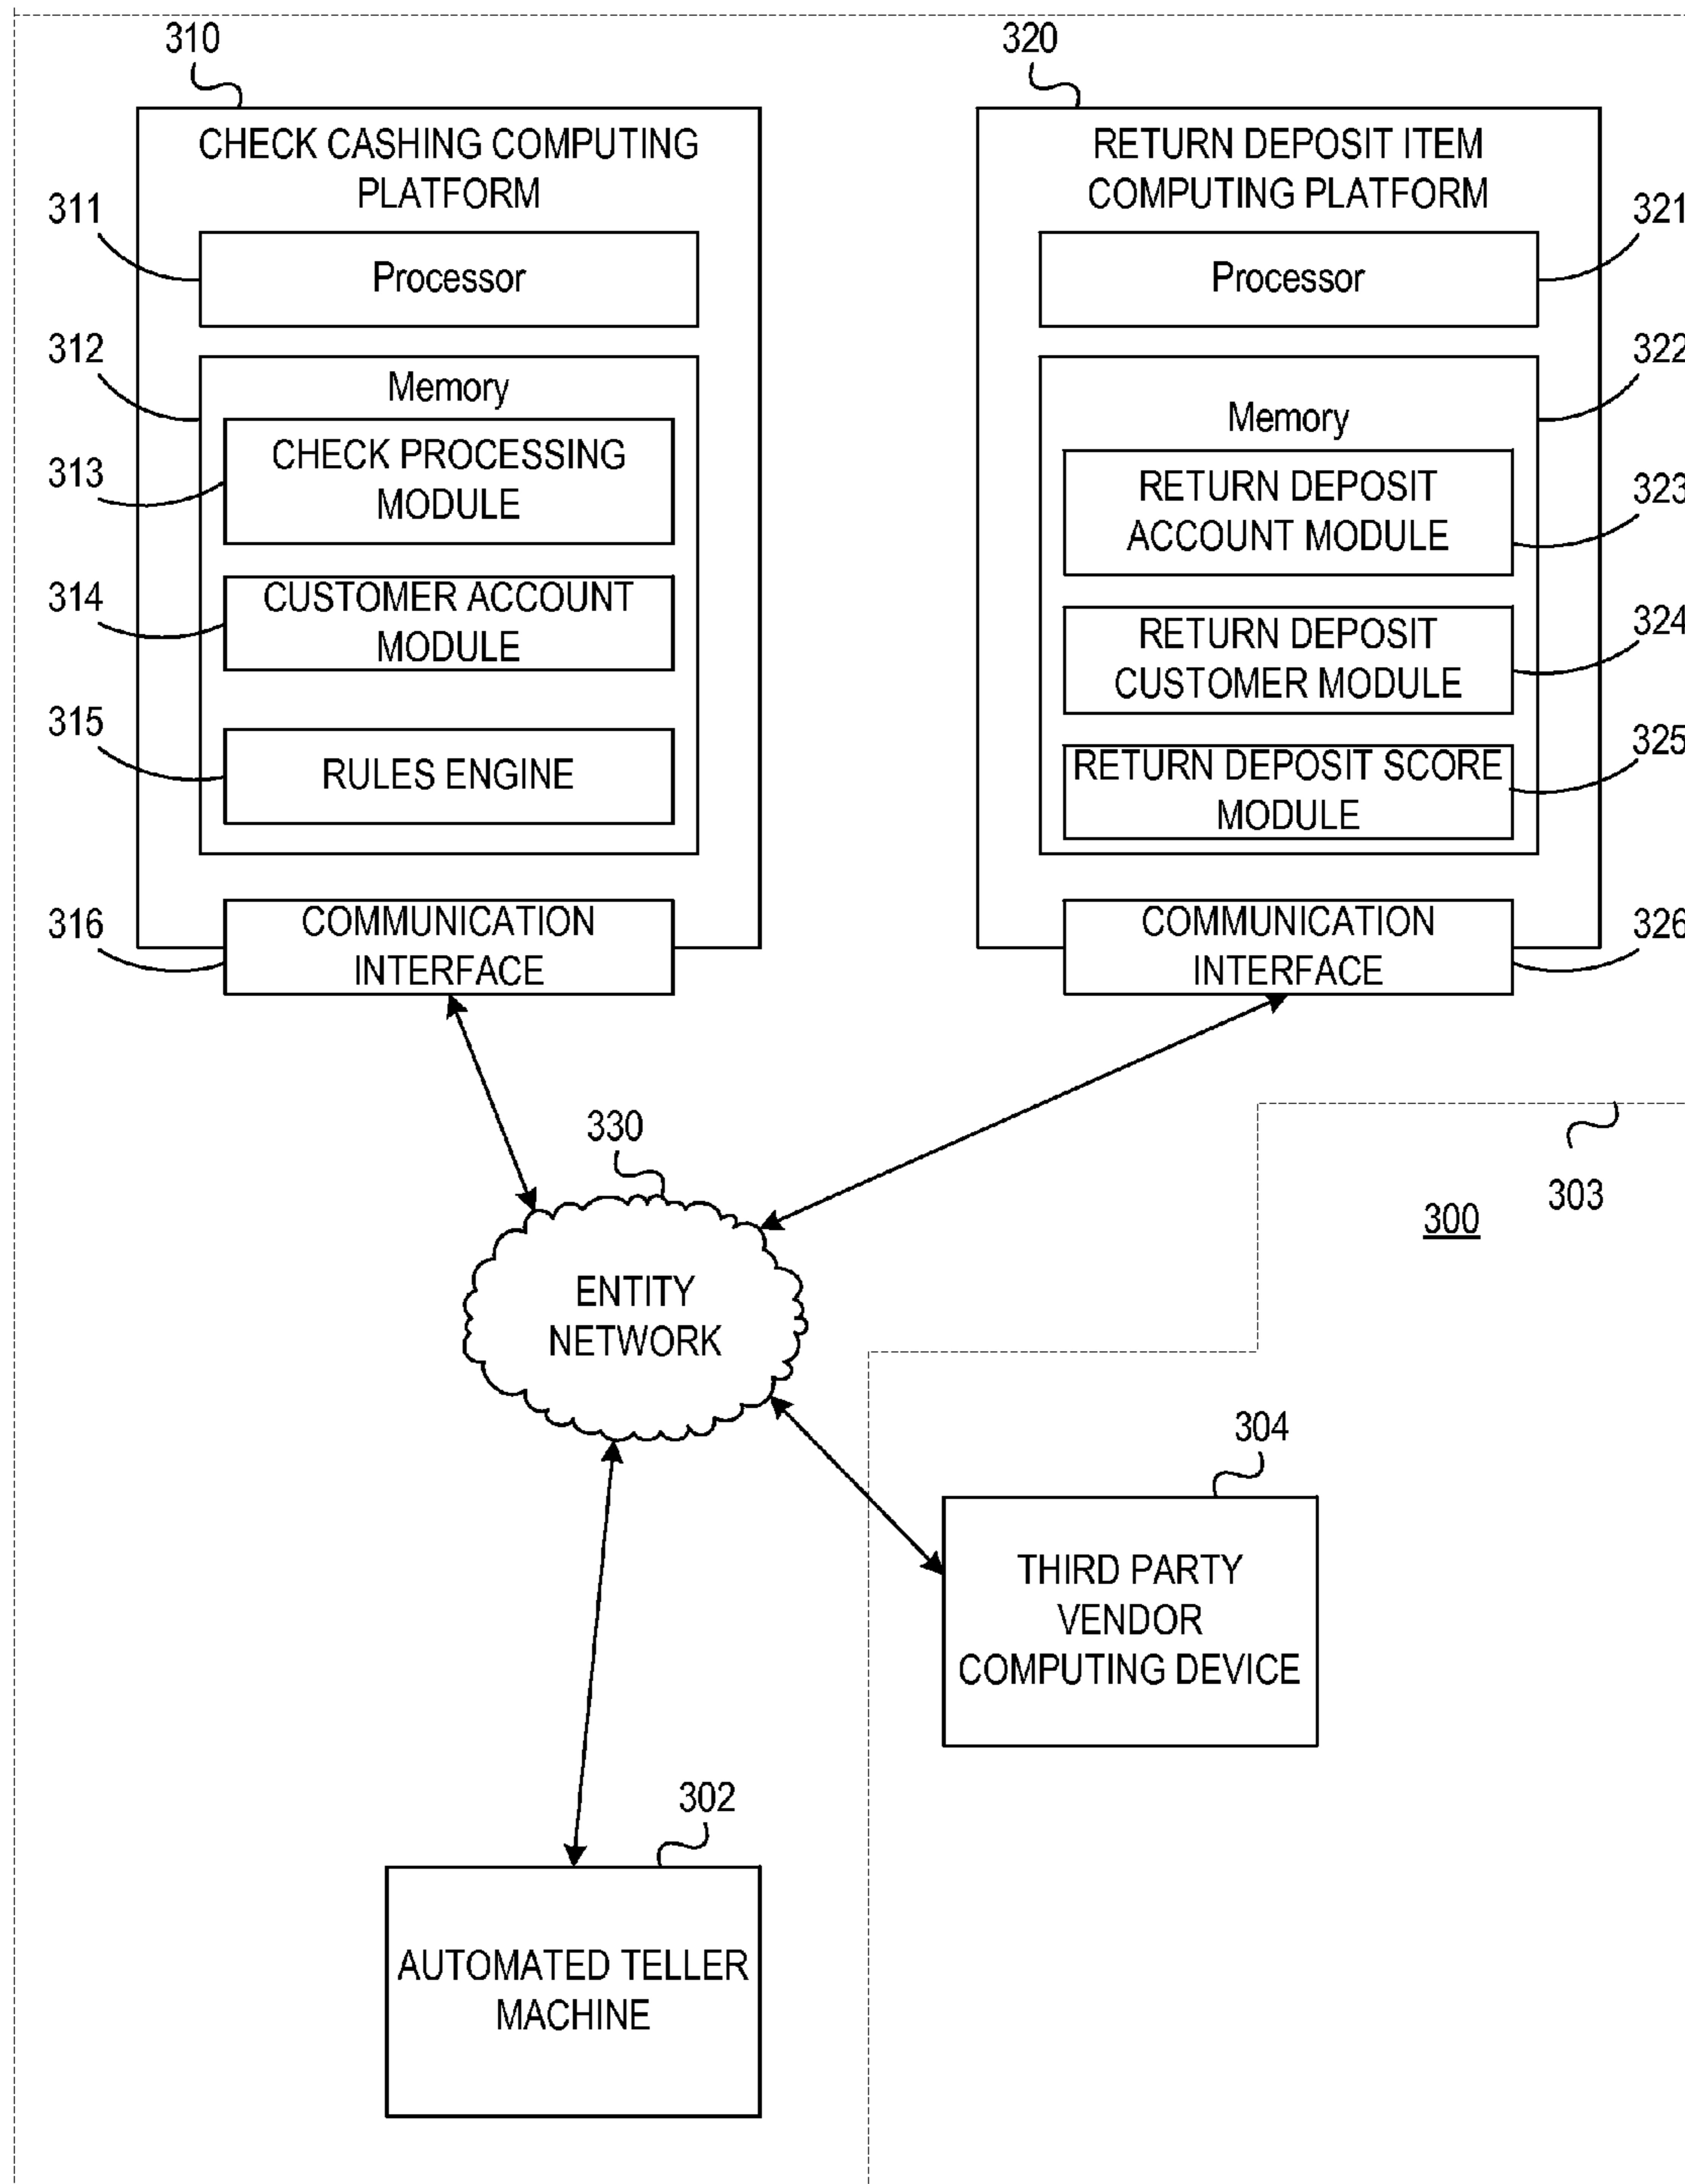 310
CHECK CASHING COMPUTING
PLATFORM
311
Processor
312
Memory
313
CHECK PROCESSING
MODULE
314
CUSTOMER ACCOUNT
MODULE
315
RULES ENGINE
316
COMMUNICATION
INTERFACE
320
RETURN DEPOSIT ITEM
COMPUTING PLATFORM
321
Processor
322
Memory
323
RETURN DEPOSIT
ACCOUNT MODULE
324
RETURN DEPOSIT
CUSTOMER MODULE
325
RETURN DEPOSIT SCORE
MODULE
326
COMMUNICATION
INTERFACE
330
ENTITY
NETWORK
303
300
304
THIRD PARTY
VENDOR
COMPUTING DEVICE
302
AUTOMATED TELLER
MACHINE